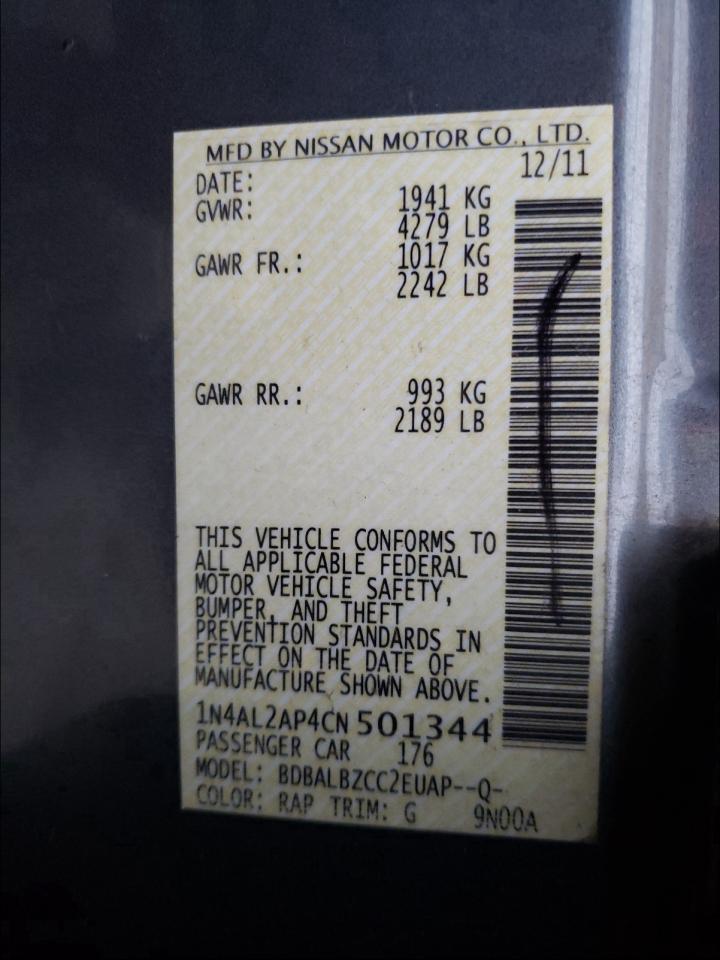 MFD BY NISSAN MOTOR CO., LTD.
DATE: 12/11
GVWR: 1941 KG
4279 LB
GAWR FR.: 1017 KG
2242 LB
GAWR RR.: 993 KG
2189 LB
THIS VEHICLE CONFORMS TO
ALL APPLICABLE FEDERAL
MOTOR VEHICLE SAFETY,
BUMPER, AND THEFT
PREVENTION STANDARDS IN
EFFECT ON THE DATE OF
MANUFACTURE SHOWN ABOVE.
1N4AL2AP4CN501344
PASSENGER CAR 176
MODEL: BDBALBZCC2EUAP--Q-
COLOR: RAP TRIM: G 9N00A